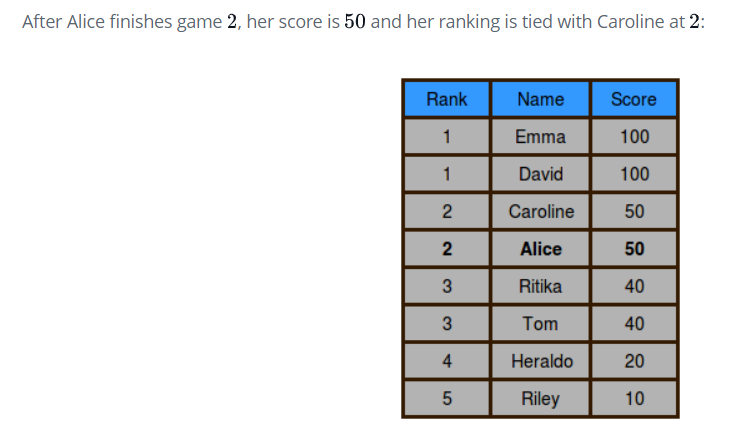 After Alice finishes game 2, her score is 50 and her ranking is tied with Caroline at 2:
Rank Name Score
1 Emma 100
1 David 100
2 Caroline 50
2 Alice 50
3 Ritika 40
3 Tom 40
4 Heraldo 20
5 Riley 10